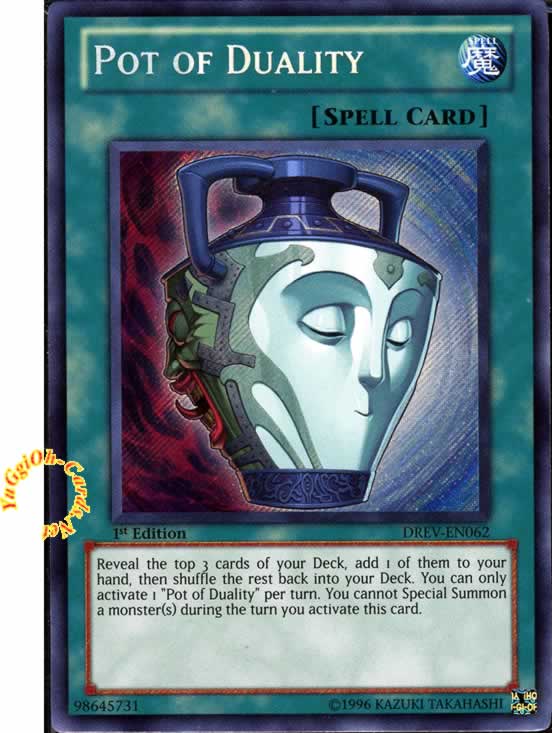 POT OF DUALITY
SPELL
魔
[SPELL CARD]
YuGgiOh-Cards.Net
1st Edition
DREV-EN062
Reveal the top 3 cards of your Deck, add 1 of them to your
hand, then shuffle the rest back into your Deck. You can only
activate 1 "Pot of Duality" per turn. You cannot Special Summon
a monster(s) during the turn you activate this card.
98645731
©1996 KAZUKI TAKAHASHI